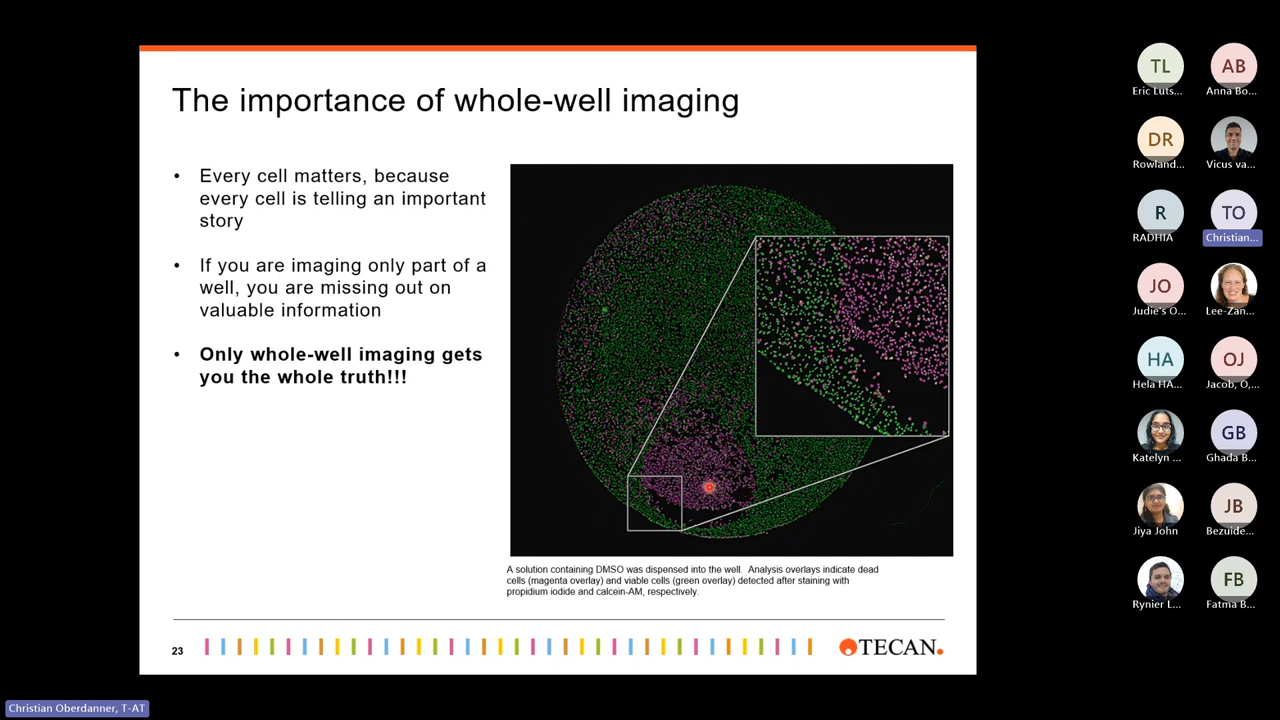 The importance of whole-well imaging
• Every cell matters, because
every cell is telling an important
story
• If you are imaging only part of a
well, you are missing out on
valuable information
• Only whole-well imaging gets
you the whole truth!!!
A solution containing DMSO was dispensed into the well. Analysis overlays indicate dead
cells (magenta overlay) and viable cells (green overlay) detected after staining with
propidium iodide and calcein-AM, respectively.
23
TECAN.
TL
Eric Luts...
AB
Anna Bo...
DR
Rowland...
Vicus va...
R
RADHIA
TO
Christian...
JO
Judie's O...
Lee-Zan...
HA
Hela HA...
OJ
Jacob, O,...
Katelyn ...
GB
Ghada B...
Jiya John
JB
Bezuide...
Rynier L...
FB
Fatma B...
Christian Oberdanner, T-AT